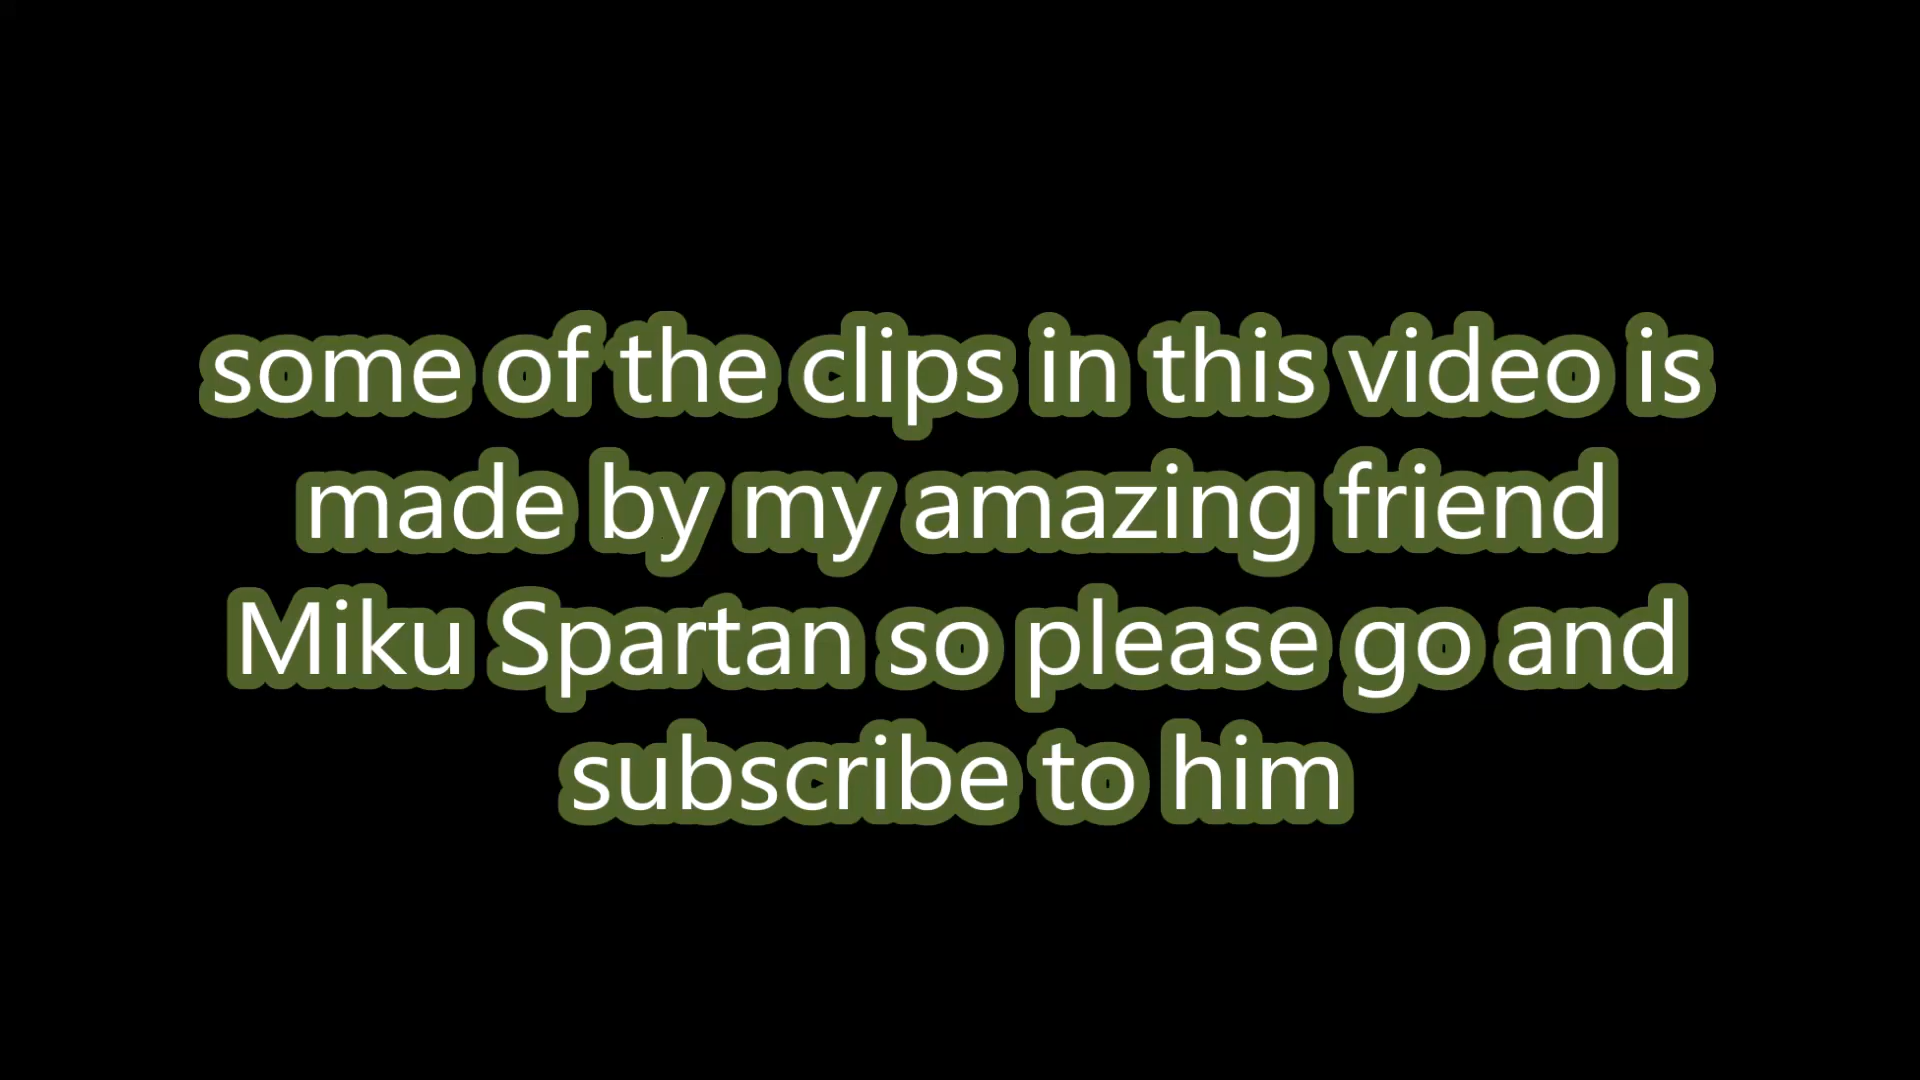 some of the clips in this video is
made by my amazing friend
Miku Spartan so please go and
subscribe to him